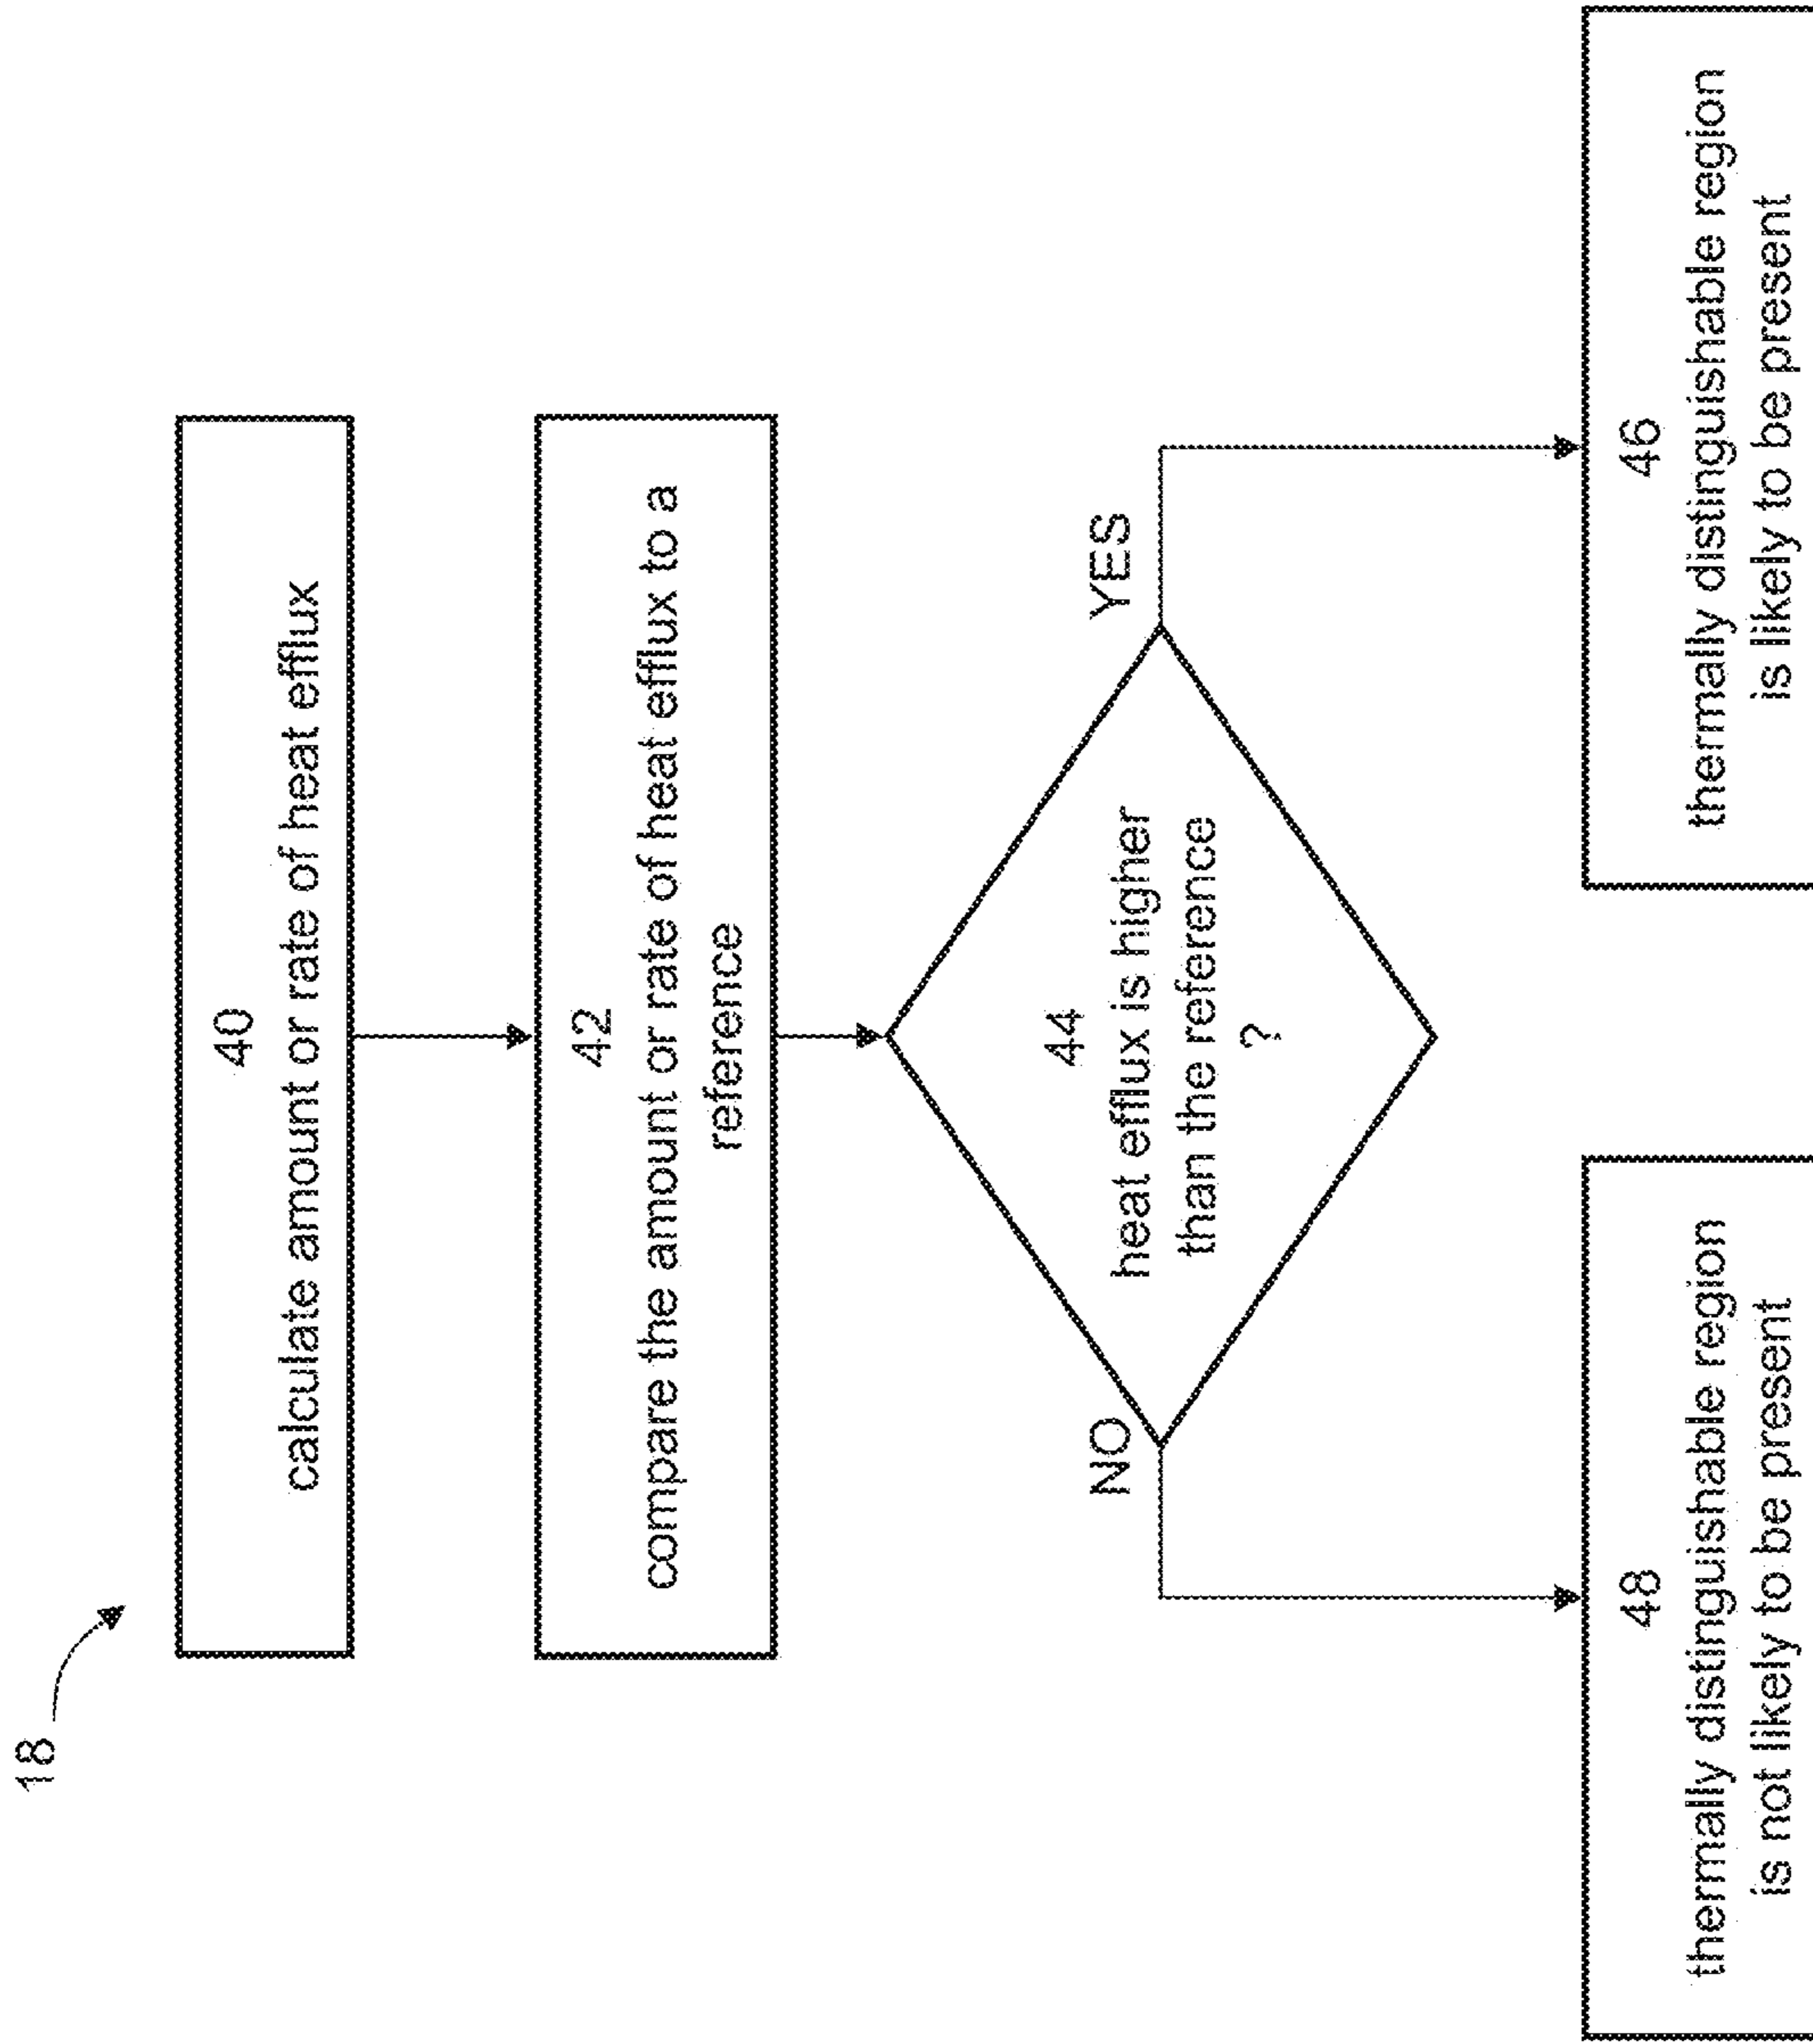 18
40
calculate amount or rate of heat efflux
42
compare the amount or rate of heat efflux to a
reference
44
heat efflux is higher
than the reference
?
NO
YES
48
thermally distinguishable region
is not likely to be present
46
thermally distinguishable region
is likely to be present